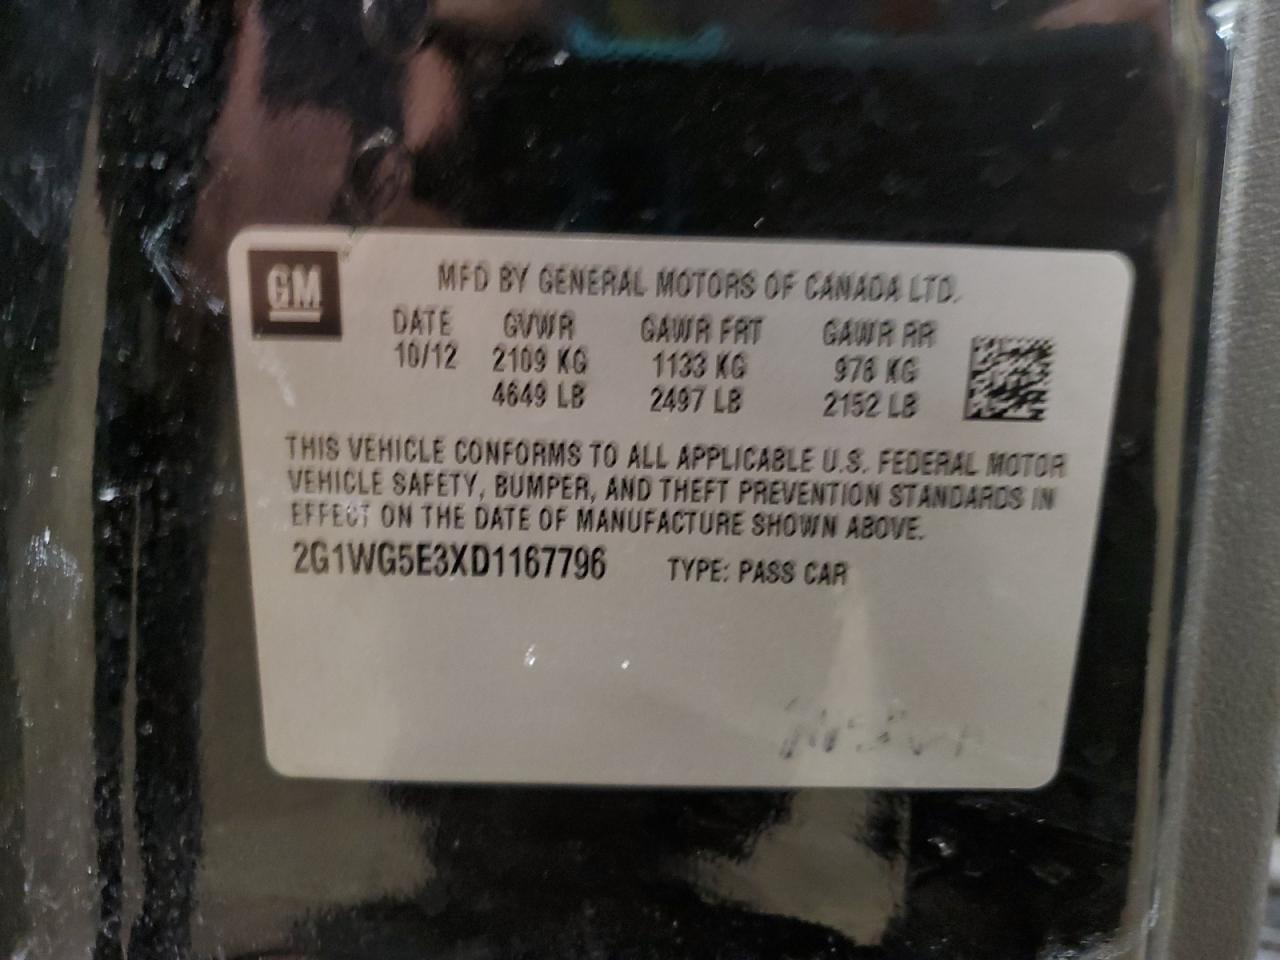 GM
MFD BY GENERAL MOTORS OF CANADA LTD.
DATE GVWR GAWR FRT GAWR RR
10/12 2109 KG 1133 KG 976 KG
4649 LB 2497 LB 2152 LB
THIS VEHICLE CONFORMS TO ALL APPLICABLE U.S. FEDERAL MOTOR
VEHICLE SAFETY, BUMPER, AND THEFT PREVENTION STANDARDS IN
EFFECT ON THE DATE OF MANUFACTURE SHOWN ABOVE.
2G1WG5E3XD1167796 TYPE: PASS CAR